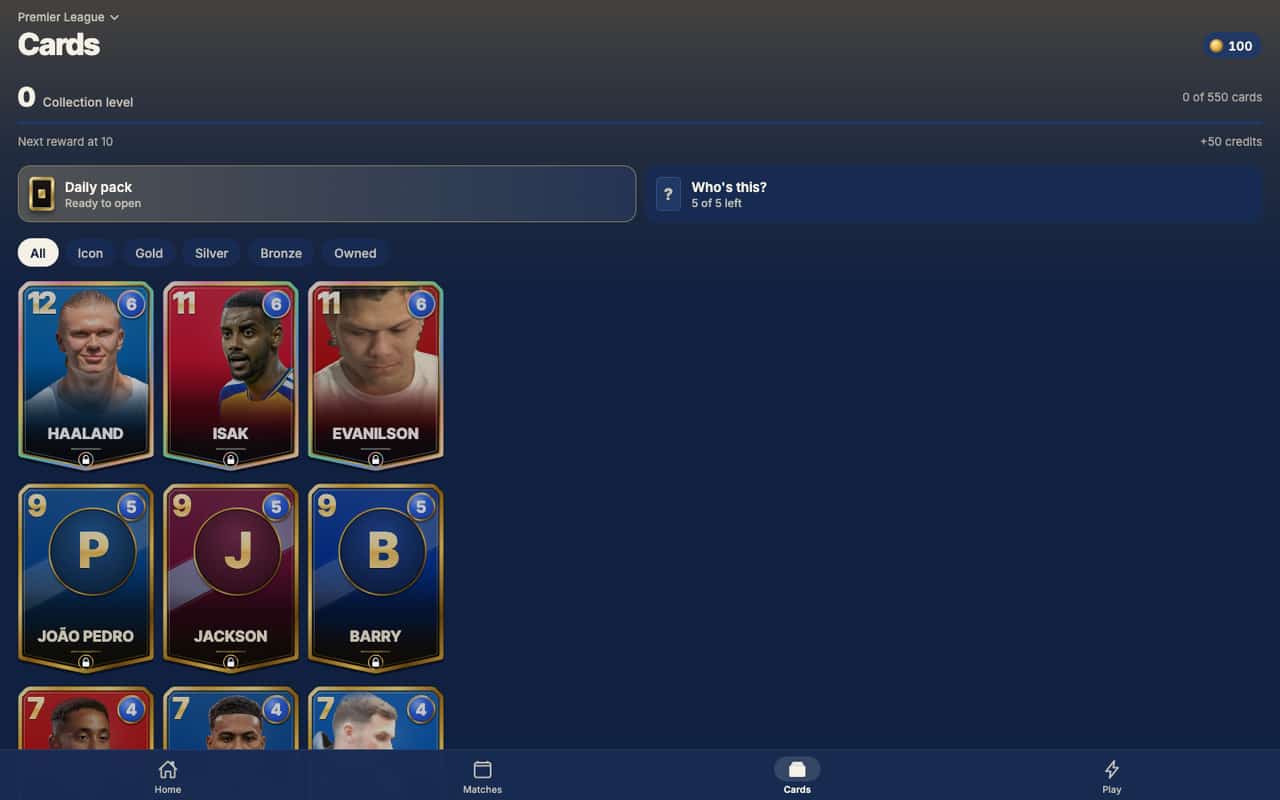 Premier League
Cards
100
0 Collection level
0 of 550 cards
Next reward at 10
+50 credits
Daily pack
Ready to open
?
Who's this?
5 of 5 left
All
Icon
Gold
Silver
Bronze
Owned
12 6
HAALAND
11 6
ISAK
11 6
EVANILSON
9 5
P
JOÃO PEDRO
9 5
J
JACKSON
9 5
B
BARRY
7 4
7 4
7 4
Home
Matches
Cards
Play